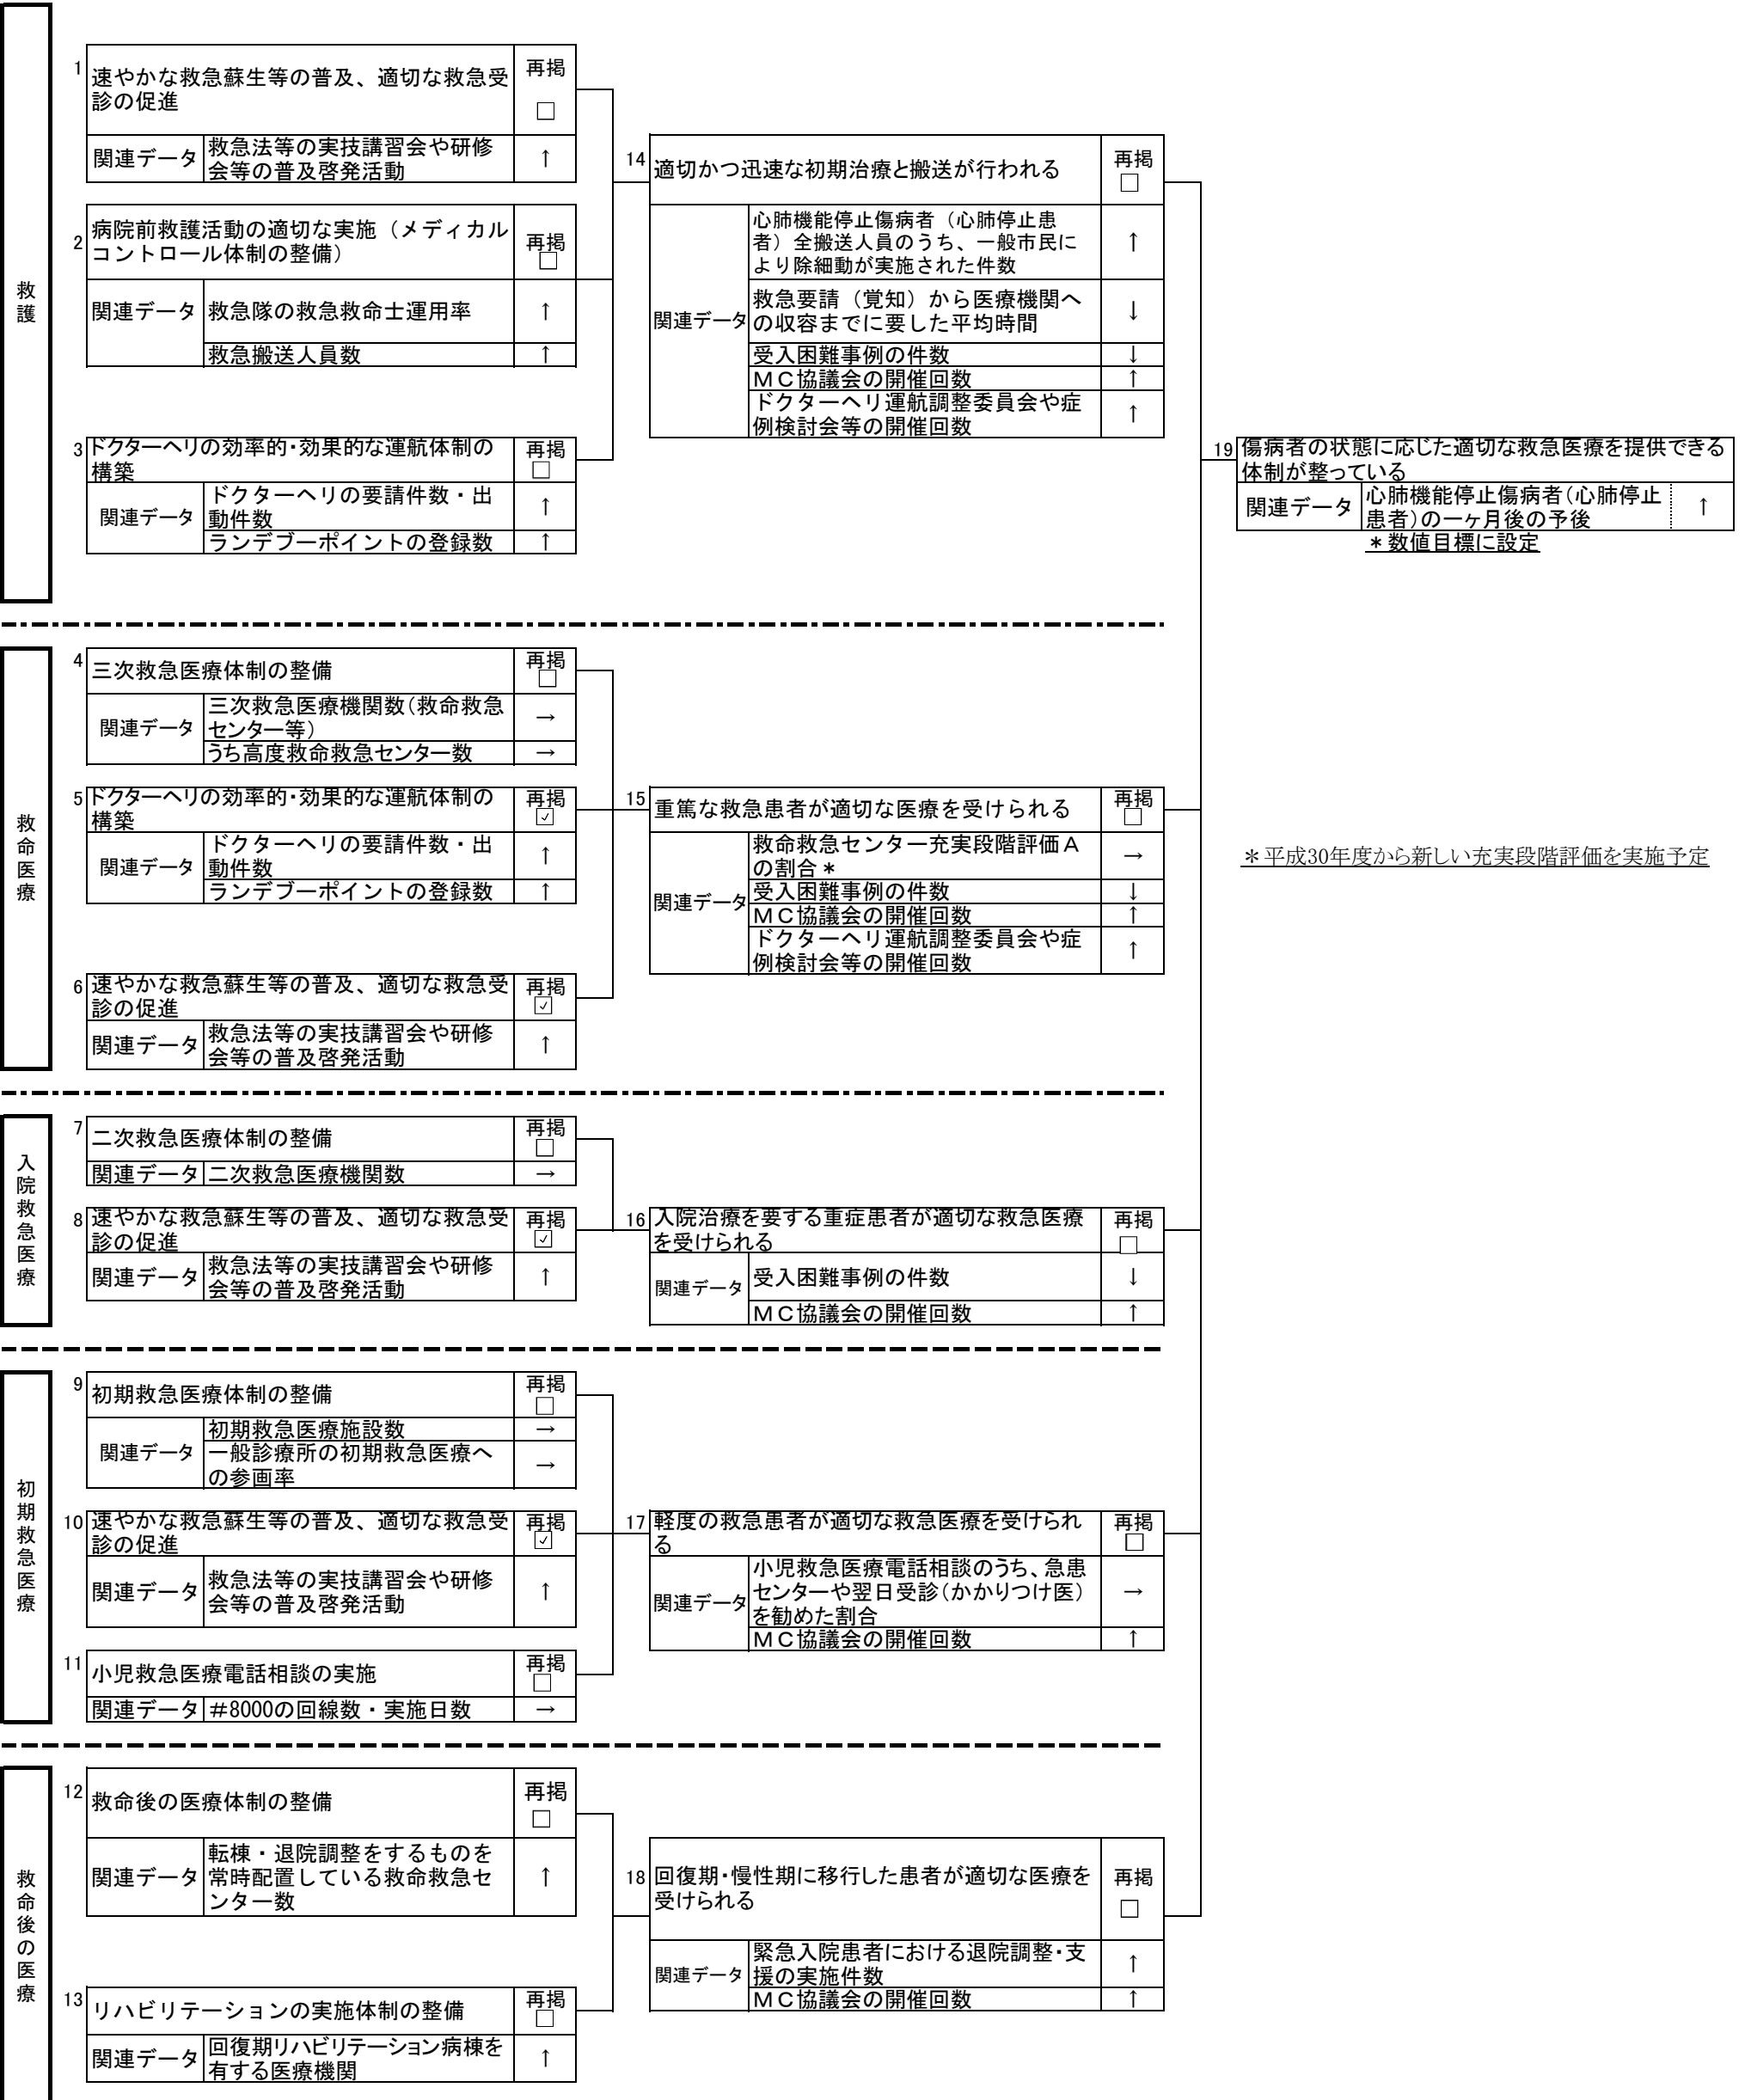 救護
1
速やかな救急蘇生等の普及、適切な救急受
診の促進
再掲
□
関連データ
救急法等の実技講習会や研修
会等の普及啓発活動
↑
2
病院前救護活動の適切な実施（メディカル
コントロール体制の整備）
再掲
□
関連データ
救急隊の救急救命士運用率
↑
救急搬送人員数
↑
3
ドクターヘリの効率的・効果的な運航体制の
構築
再掲
□
関連データ
ドクターヘリの要請件数・出
動件数
↑
ランデブーポイントの登録数
↑
14
適切かつ迅速な初期治療と搬送が行われる
再掲
□
関連データ
心肺機能停止傷病者（心肺停止患
者）全搬送人員のうち、一般市民に
より除細動が実施された件数
↑
救急要請（覚知）から医療機関へ
の収容までに要した平均時間
↓
受入困難事例の件数
↓
ＭＣ協議会の開催回数
↑
ドクターヘリ運航調整委員会や症
例検討会等の開催回数
↑
19
傷病者の状態に応じた適切な救急医療を提供できる
体制が整っている
関連データ
心肺機能停止傷病者(心肺停止
患者)の一ヶ月後の予後
↑
＊数値目標に設定
救命医療
4
三次救急医療体制の整備
再掲
□
関連データ
三次救急医療機関数(救命救急
センター等)
→
うち高度救命救急センター数
→
5
ドクターヘリの効率的・効果的な運航体制の
構築
再掲
☑
関連データ
ドクターヘリの要請件数・出
動件数
↑
ランデブーポイントの登録数
↑
6
速やかな救急蘇生等の普及、適切な救急受
診の促進
再掲
☑
関連データ
救急法等の実技講習会や研修
会等の普及啓発活動
↑
15
重篤な救急患者が適切な医療を受けられる
再掲
□
関連データ
救命救急センター充実段階評価Ａ
の割合＊
→
受入困難事例の件数
↓
ＭＣ協議会の開催回数
↑
ドクターヘリ運航調整委員会や症
例検討会等の開催回数
↑
＊平成30年度から新しい充実段階評価を実施予定
入院救急医療
7
二次救急医療体制の整備
再掲
□
関連データ
二次救急医療機関数
→
8
速やかな救急蘇生等の普及、適切な救急受
診の促進
再掲
☑
関連データ
救急法等の実技講習会や研修
会等の普及啓発活動
↑
16
入院治療を要する重症患者が適切な救急医療
を受けられる
再掲
□
関連データ
受入困難事例の件数
↓
ＭＣ協議会の開催回数
↑
初期救急医療
9
初期救急医療体制の整備
再掲
□
関連データ
初期救急医療施設数
→
一般診療所の初期救急医療へ
の参画率
→
10
速やかな救急蘇生等の普及、適切な救急受
診の促進
再掲
☑
関連データ
救急法等の実技講習会や研修
会等の普及啓発活動
↑
11
小児救急医療電話相談の実施
再掲
□
関連データ
＃8000の回線数・実施日数
→
17
軽度の救急患者が適切な救急医療を受けられ
る
再掲
□
関連データ
小児救急医療電話相談のうち、急患
センターや翌日受診(かかりつけ医)
を勧めた割合
→
ＭＣ協議会の開催回数
↑
救命後の医療
12
救命後の医療体制の整備
再掲
□
関連データ
転棟・退院調整をするものを
常時配置している救命救急セ
ンター数
↑
13
リハビリテーションの実施体制の整備
再掲
□
関連データ
回復期リハビリテーション病棟を
有する医療機関
↑
18
回復期・慢性期に移行した患者が適切な医療を
受けられる
再掲
□
関連データ
緊急入院患者における退院調整・支
援の実施件数
↑
ＭＣ協議会の開催回数
↑